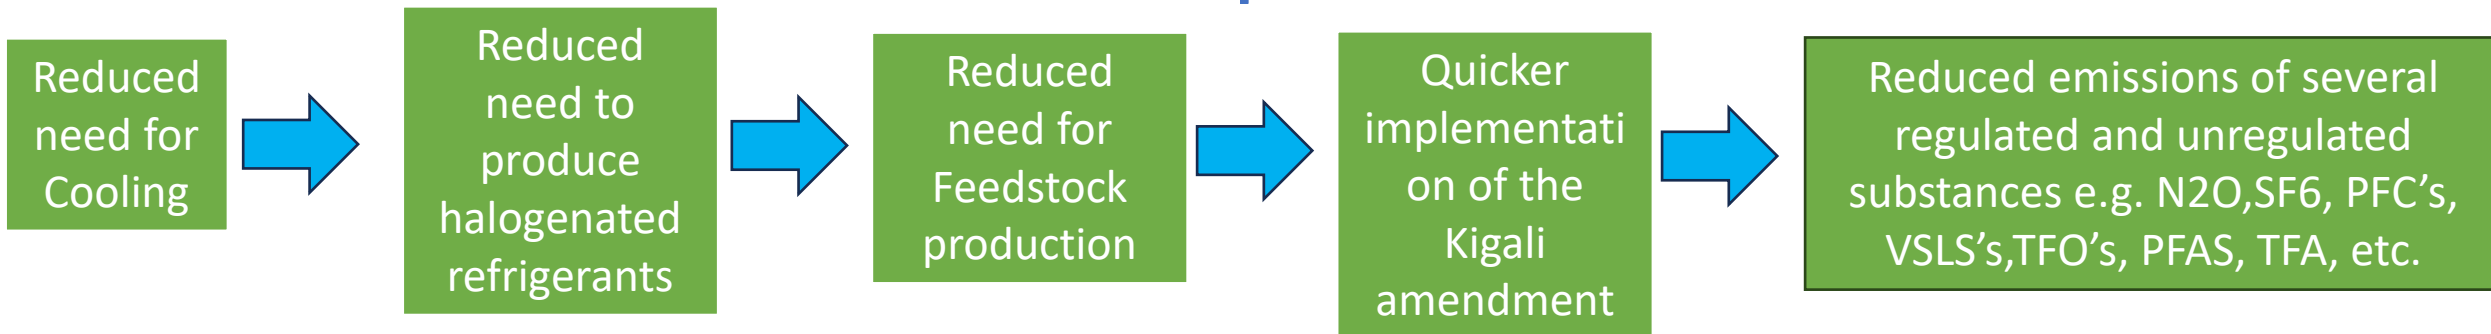 Reduced
need for
Cooling
Reduced
need to
produce
halogenated
refrigerants
Reduced
need for
Feedstock
production
Quicker
implementati
on of the
Kigali
amendment
Reduced emissions of several
regulated and unregulated
substances e.g. N2O,SF6, PFC’s,
VSLS’s,TFO’s, PFAS, TFA, etc.